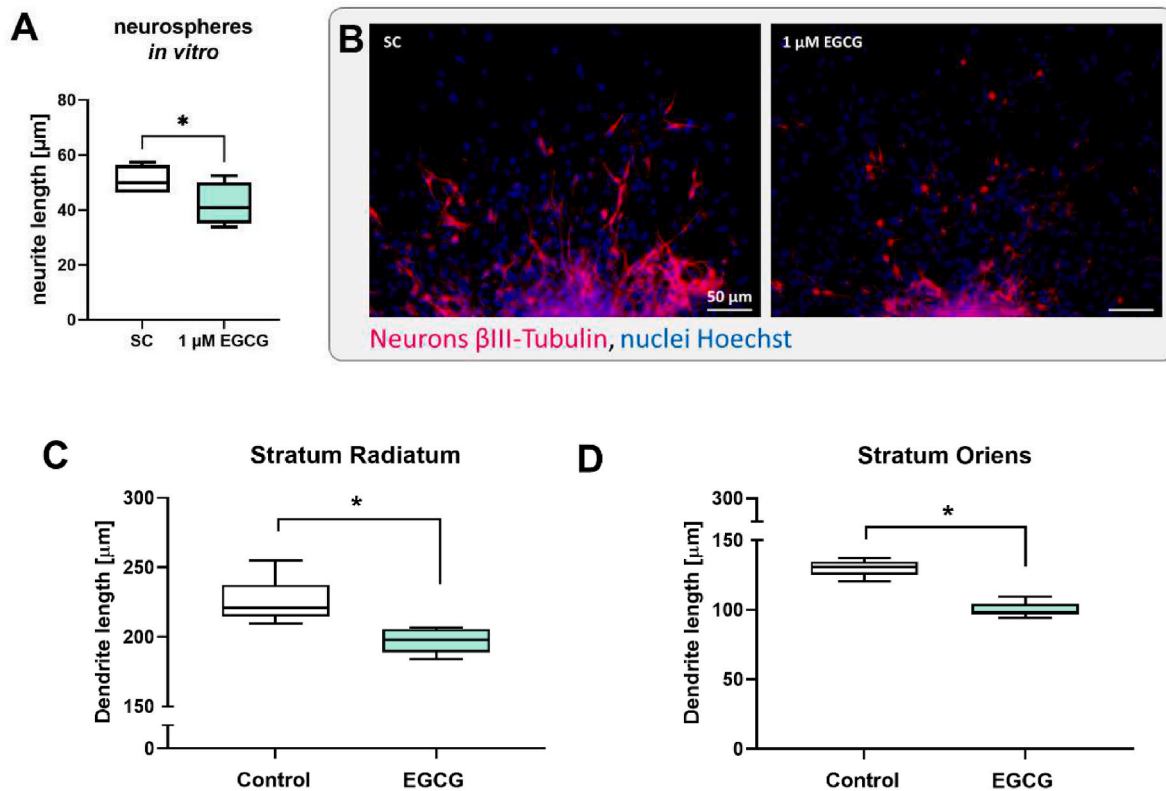 A
neurospheres
in vitro
neurite length [µm]
80
60
40
20
0
*
SC
1 µM EGCG
B
SC
1 µM EGCG
50 µm
Neurons βIII-Tubulin, nuclei Hoechst
C
Stratum Radiatum
Dendrite length [µm]
300
250
200
150
0
*
Control
EGCG
D
Stratum Oriens
Dendrite length [µm]
300
150
100
50
0
*
Control
EGCG